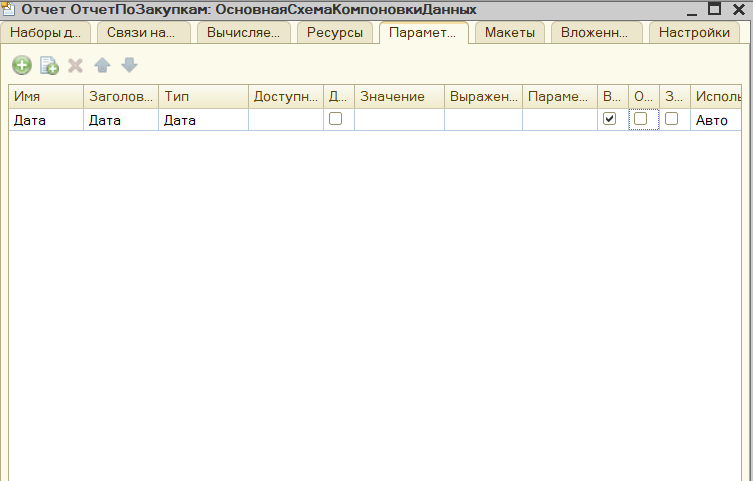 Отчет ОтчетПоЗакупкам: ОсновнаяСхемаКомпоновкиДанных
Наборы д... Связи на... Вычисляе... Ресурсы Парамет... Макеты Вложенн... Настройки
Имя Заголов... Тип Доступн... Д... Значение Выражен... Параме... В... О... З... Исполь
Дата Дата Дата Авто